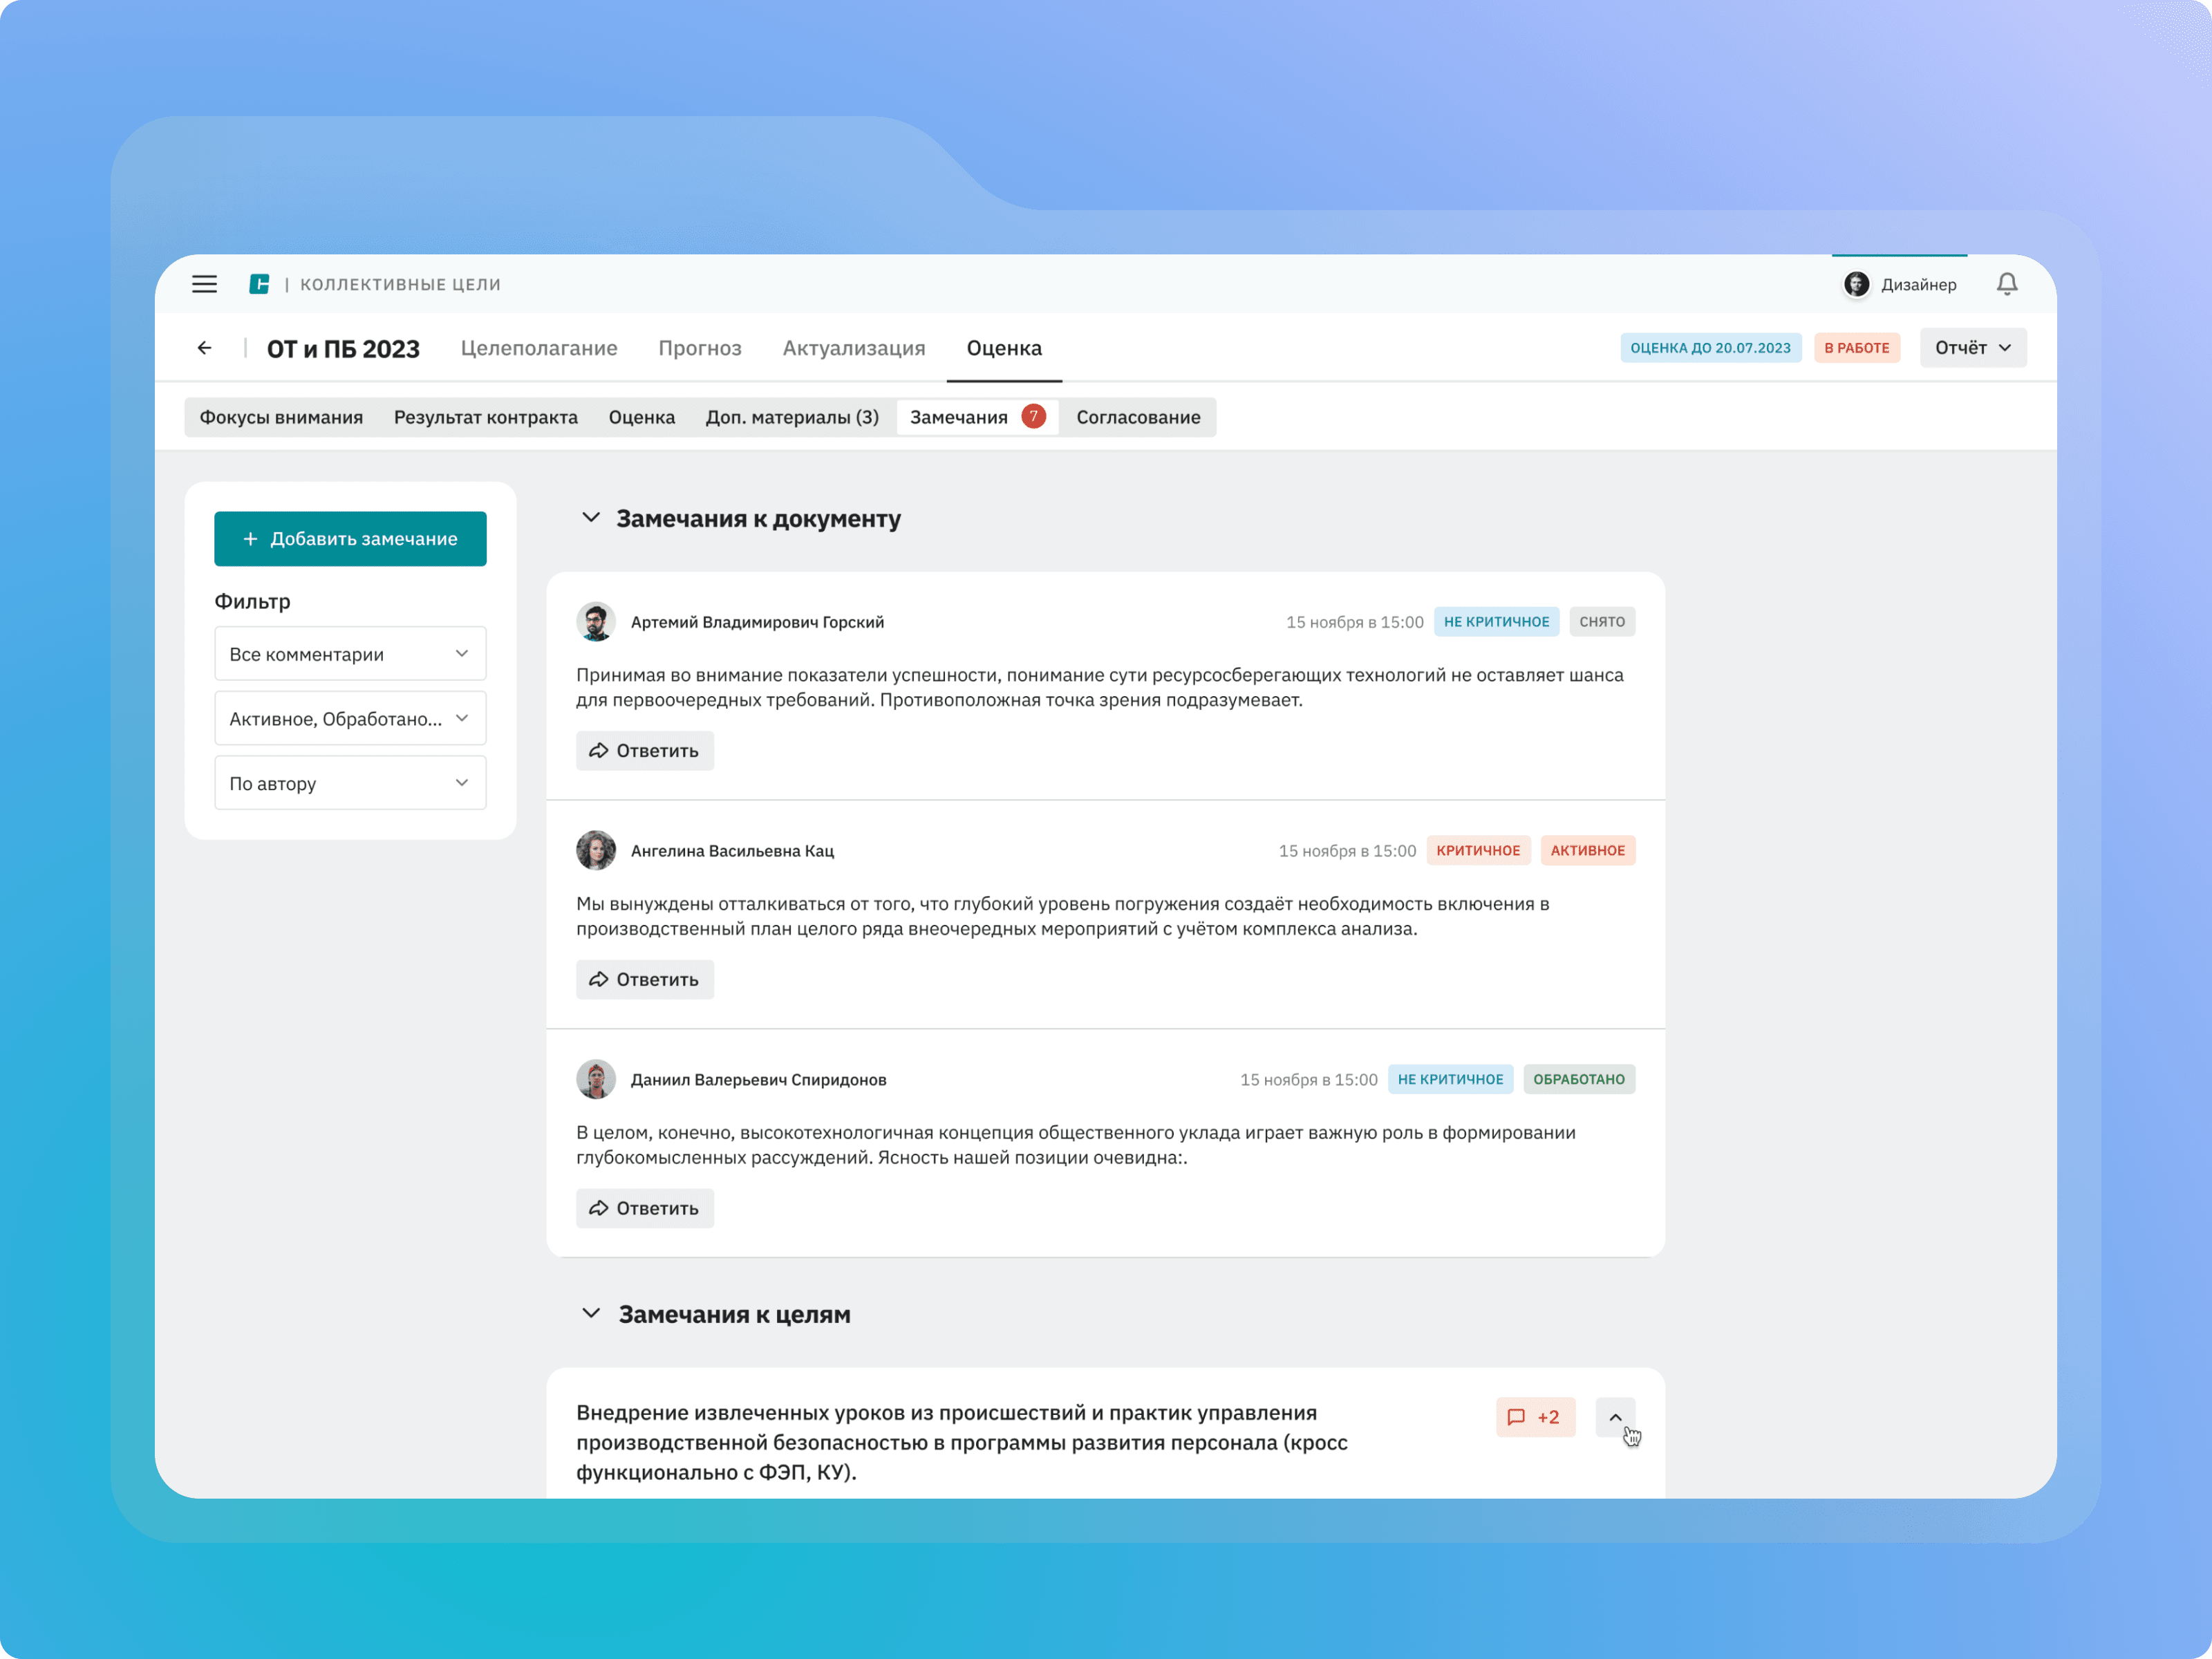 | КОЛЛЕКТИВНЫЕ ЦЕЛИ
Дизайнер
ОТ и ПБ 2023
Целеполагание
Прогноз
Актуализация
Оценка
ОЦЕНКА ДО 20.07.2023
В РАБОТЕ
Отчёт
Фокусы внимания
Результат контракта
Оценка
Доп. материалы (3)
Замечания 7
Согласование
+ Добавить замечание
Фильтр
Все комментарии
Активное, Обработано...
По автору
Замечания к документу
Артемий Владимирович Горский
15 ноября в 15:00
НЕ КРИТИЧНОЕ
СНЯТО
Принимая во внимание показатели успешности, понимание сути ресурсосберегающих технологий не оставляет шанса
для первоочередных требований. Противоположная точка зрения подразумевает.
Ответить
Ангелина Васильевна Кац
15 ноября в 15:00
КРИТИЧНОЕ
АКТИВНОЕ
Мы вынуждены отталкиваться от того, что глубокий уровень погружения создаёт необходимость включения в
производственный план целого ряда внеочередных мероприятий с учётом комплекса анализа.
Ответить
Даниил Валерьевич Спиридонов
15 ноября в 15:00
НЕ КРИТИЧНОЕ
ОБРАБОТАНО
В целом, конечно, высокотехнологичная концепция общественного уклада играет важную роль в формировании
глубокомысленных рассуждений. Ясность нашей позиции очевидна:.
Ответить
Замечания к целям
Внедрение извлеченных уроков из происшествий и практик управления
производственной безопасностью в программы развития персонала (кросс
функционально с ФЭП, КУ).
+2